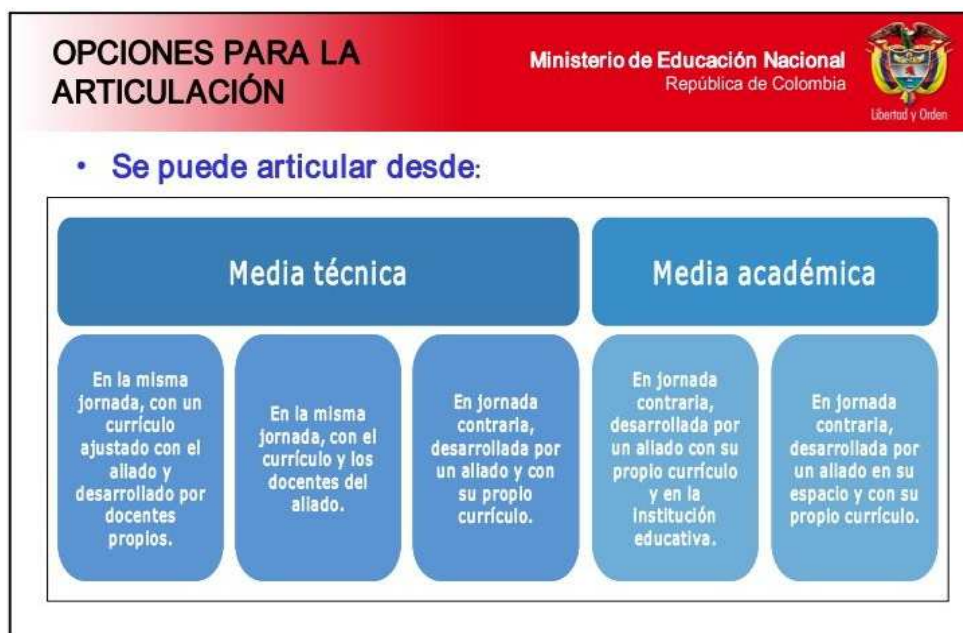 OPCIONES PARA LA
ARTICULACIÓN
Ministerio de Educación Nacional
República de Colombia
Libertad y Orden
• Se puede articular desde:
Media técnica
Media académica
En la misma
jornada, con un
currículo
ajustado con el
aliado y
desarrollado por
docentes
propios.
En la misma
jornada, con el
currículo y los
docentes del
aliado.
En jornada
contraria,
desarrollada por
un aliado y con
su propio
currículo.
En jornada
contraria,
desarrollada por
un aliado con su
propio currículo
y en la
institución
educativa.
En jornada
contraria,
desarrollada por
un aliado en su
espacio y con su
propio currículo.